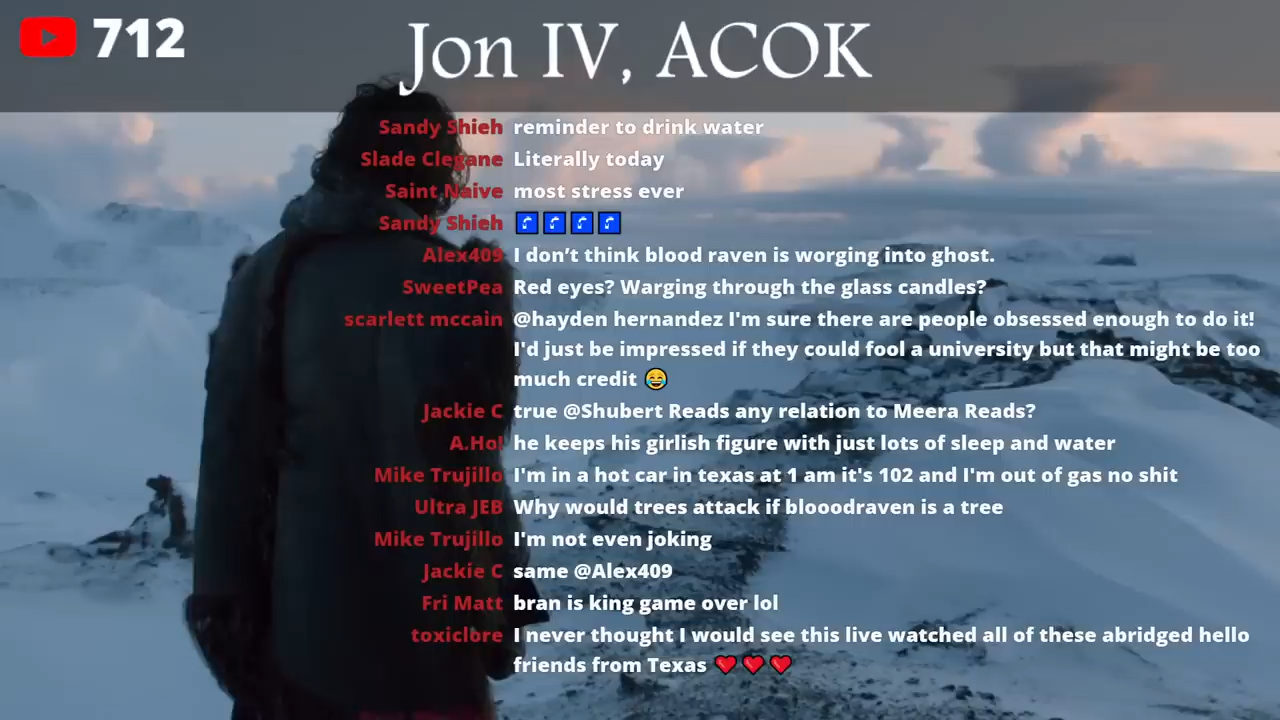 712
Jon IV, ACOK
Sandy Shieh reminder to drink water
Slade Clegane Literally today
Saint Naive most stress ever
Sandy Shieh
Alex409 I don’t think blood raven is worging into ghost.
SweetPea Red eyes? Warging through the glass candles?
scarlett mccain @hayden hernandez I'm sure there are people obsessed enough to do it!
I'd just be impressed if they could fool a university but that might be too
much credit 😂
Jackie C true @Shubert Reads any relation to Meera Reads?
A.Hol he keeps his girlish figure with just lots of sleep and water
Mike Trujillo I'm in a hot car in texas at 1 am it's 102 and I'm out of gas no shit
Ultra JEB Why would trees attack if blooodraven is a tree
Mike Trujillo I'm not even joking
Jackie C same @Alex409
Fri Matt bran is king game over lol
toxiclore I never thought I would see this live watched all of these abridged hello
friends from Texas ❤️❤️❤️